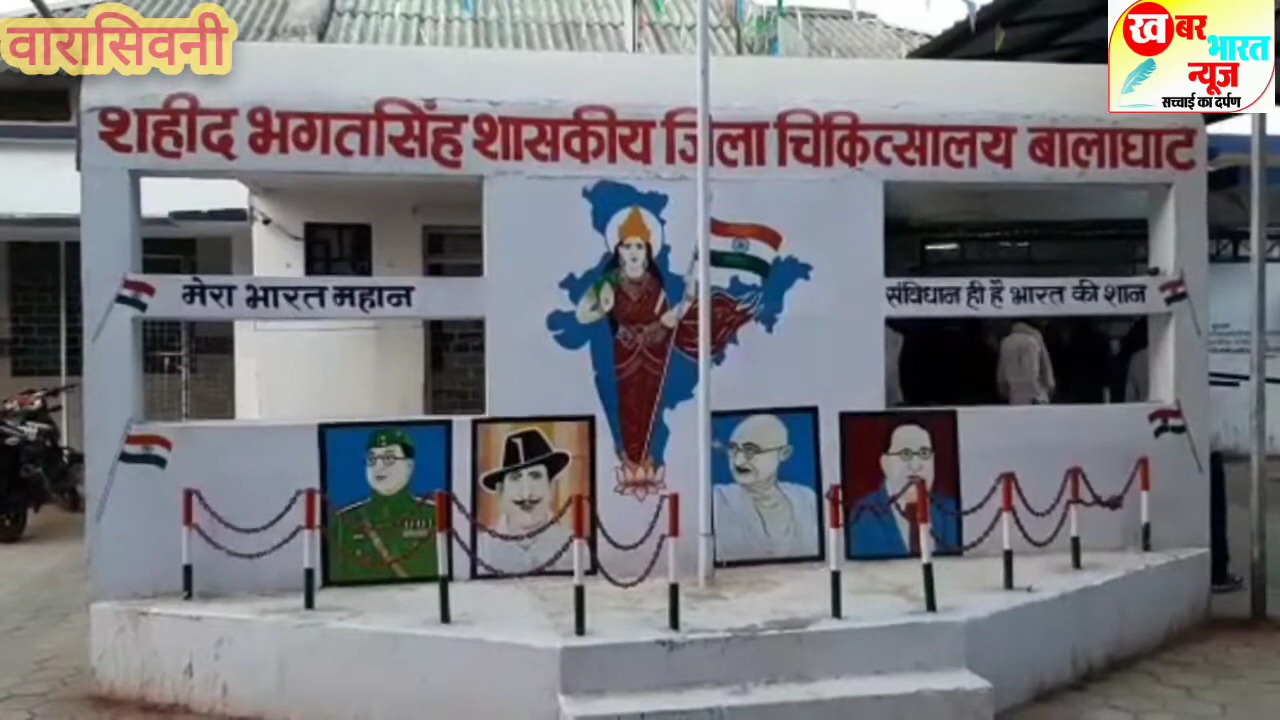 वारासिवनी
खबर
भारत
न्यूज़
सच्चाई का दर्पण
शहीद भगतसिंह शासकीय जिला चिकित्सालय बालाघाट
मेरा भारत महान
संविधान ही है भारत की शान